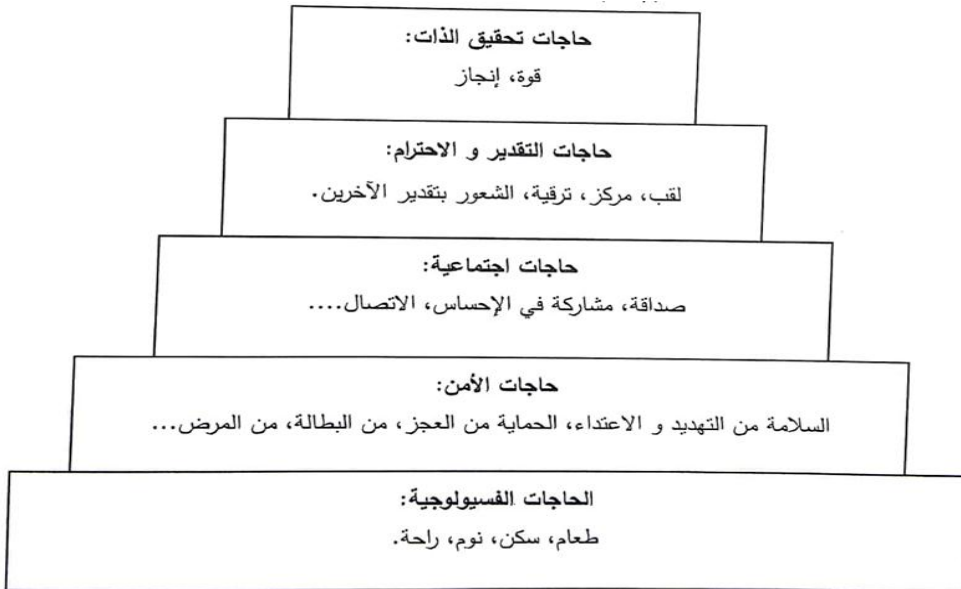 حاجات تحقيق الذات:
قوة، إنجاز
حاجات التقدير و الاحترام:
لقب، مركز، ترقية، الشعور بتقدير الآخرين.
حاجات اجتماعية:
صداقة، مشاركة في الإحساس، الاتصال....
حاجات الأمن:
السلامة من التهديد و الاعتداء، الحماية من العجز، من البطالة، من المرض...
الحاجات الفسيولوجية:
طعام، سكن، نوم، راحة.